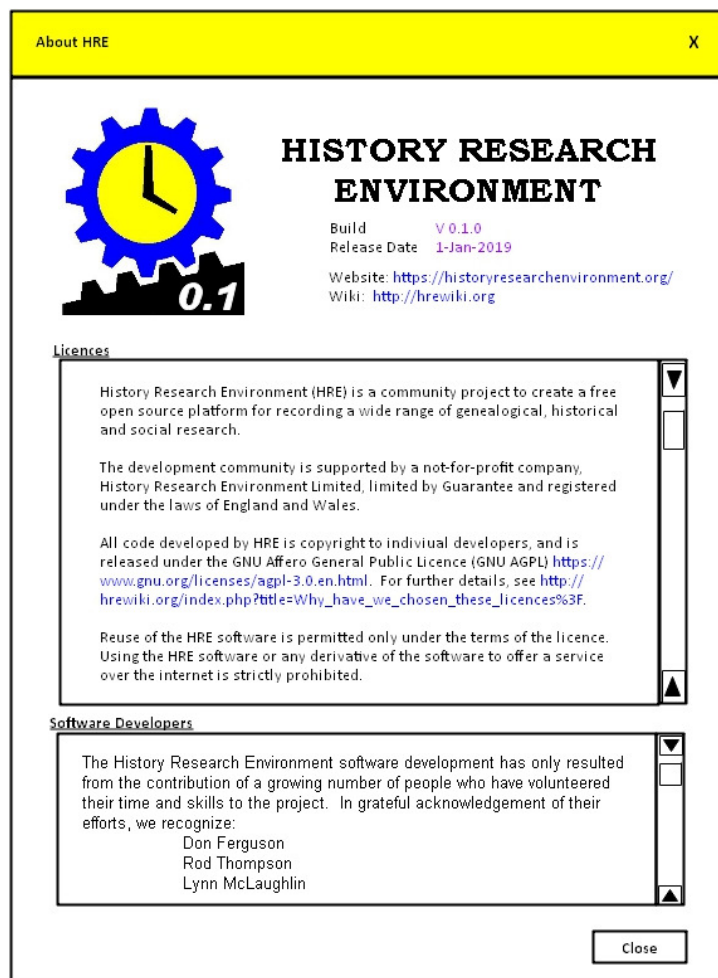 About HRE
X
HISTORY RESEARCH
ENVIRONMENT
Build V 0.1.0
Release Date 1-Jan-2019
Website: https://historyresearchenvironment.org/
Wiki: http://hrewiki.org
0.1
Licences
History Research Environment (HRE) is a community project to create a free
open source platform for recording a wide range of genealogical, historical
and social research.
The development community is supported by a not-for-profit company,
History Research Environment Limited, limited by Guarantee and registered
under the laws of England and Wales.
All code developed by HRE is copyright to indiviual developers, and is
released under the GNU Affero General Public Licence (GNU AGPL) https://
www.gnu.org/licenses/agpl-3.0.en.html. For further details, see http://
hrewiki.org/index.php?title=Why_have_we_chosen_these_licences%3F.
Reuse of the HRE software is permitted only under the terms of the licence.
Using the HRE software or any derivative of the software to offer a service
over the internet is strictly prohibited.
Software Developers
The History Research Environment software development has only resulted
from the contribution of a growing number of people who have volunteered
their time and skills to the project. In grateful acknowledgement of their
efforts, we recognize:
Don Ferguson
Rod Thompson
Lynn McLaughlin
Close